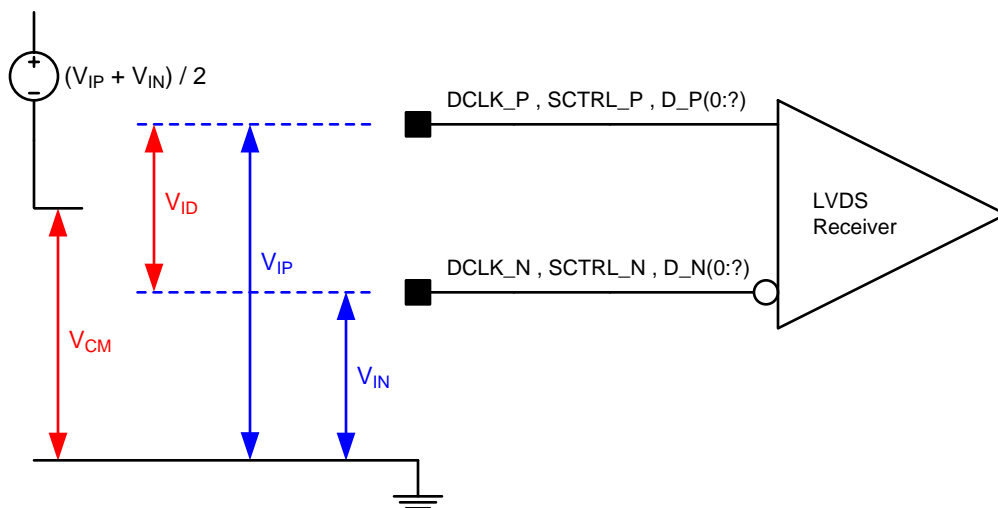 +
(VIP + VIN) / 2
−
DCLK_P , SCTRL_P , D_P(0:?)
VID
LVDS
Receiver
VIP
DCLK_N , SCTRL_N , D_N(0:?)
VCM
VIN